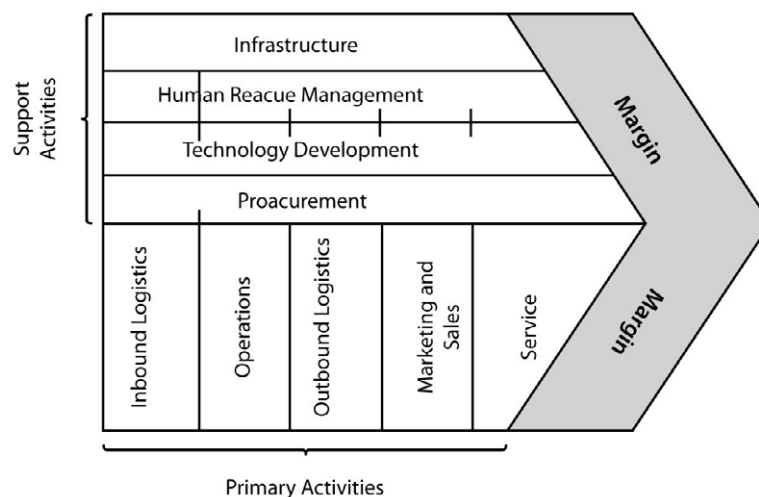 Support
Activities
Infrastructure
Human Reacue Management
Technology Development
Proacurement
Margin
Inbound Logistics
Operations
Outbound Logistics
Marketing and
Sales
Service
Margin
Primary Activities